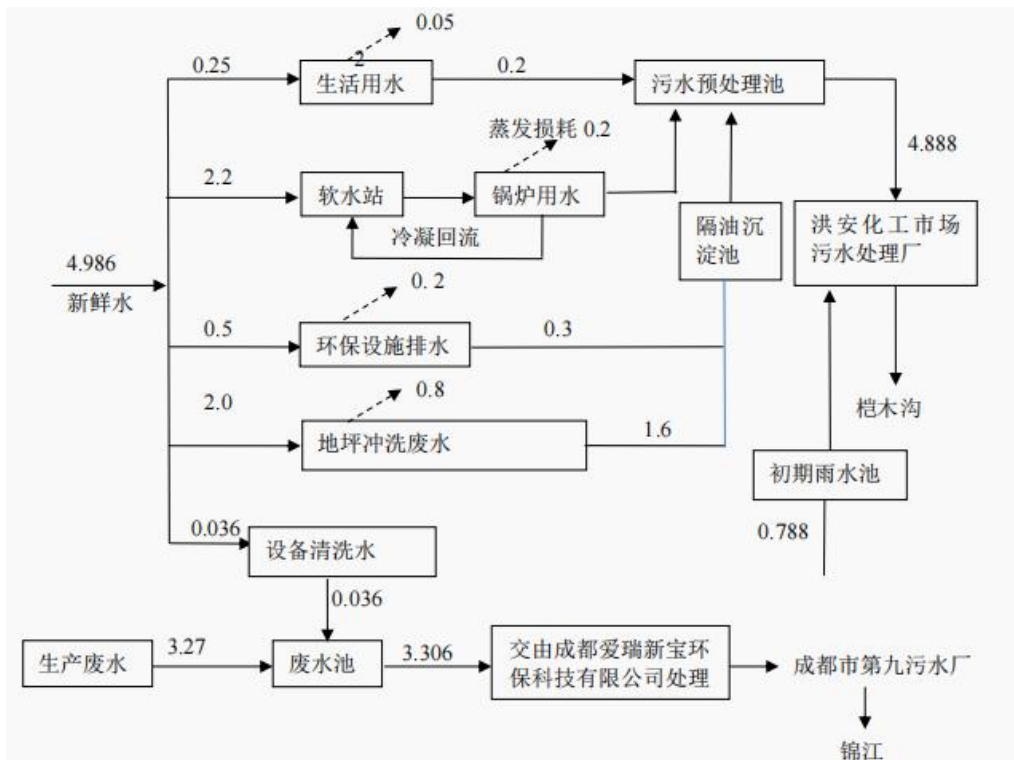 0.05
0.25
2
生活用水
0.2
污水预处理池
4.888
蒸发损耗 0.2
2.2
软水站
锅炉用水
冷凝回流
隔油沉
淀池
洪安化工市场
污水处理厂
4.986
新鲜水
0. 2
0.5
环保设施排水
0.3
桤木沟
0.8
2.0
地坪冲洗废水
1.6
初期雨水池
0.788
0.036
设备清洗水
0.036
生产废水
3.27
废水池
3.306
交由成都爱瑞新宝环
保科技有限公司处理
成都市第九污水厂
锦江